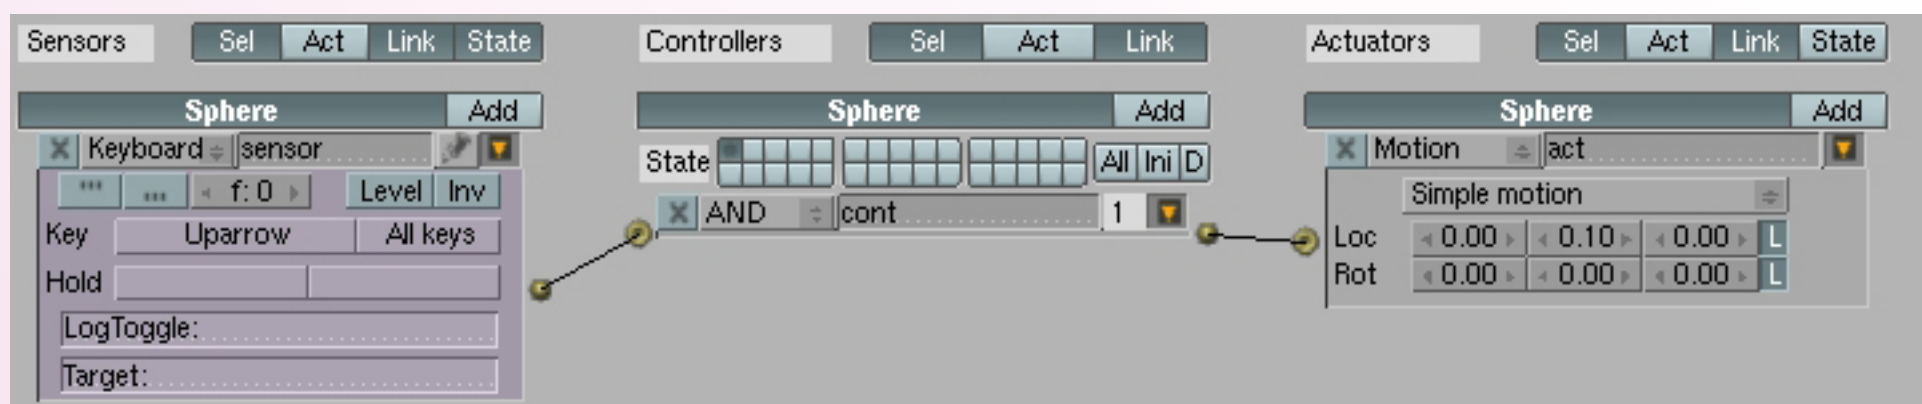 Sensors Sel Act Link State Controllers Sel Act Link Actuators Sel Act Link State
Sphere Add Sphere Add Sphere Add
Keyboard sensor Motion act
State All Ini D
f: 0 Level Inv Simple motion
AND cont 1
Key Uparrow All keys Loc 0.00 0.10 0.00 L
Hold Rot 0.00 0.00 0.00 L
LogToggle:
Target: